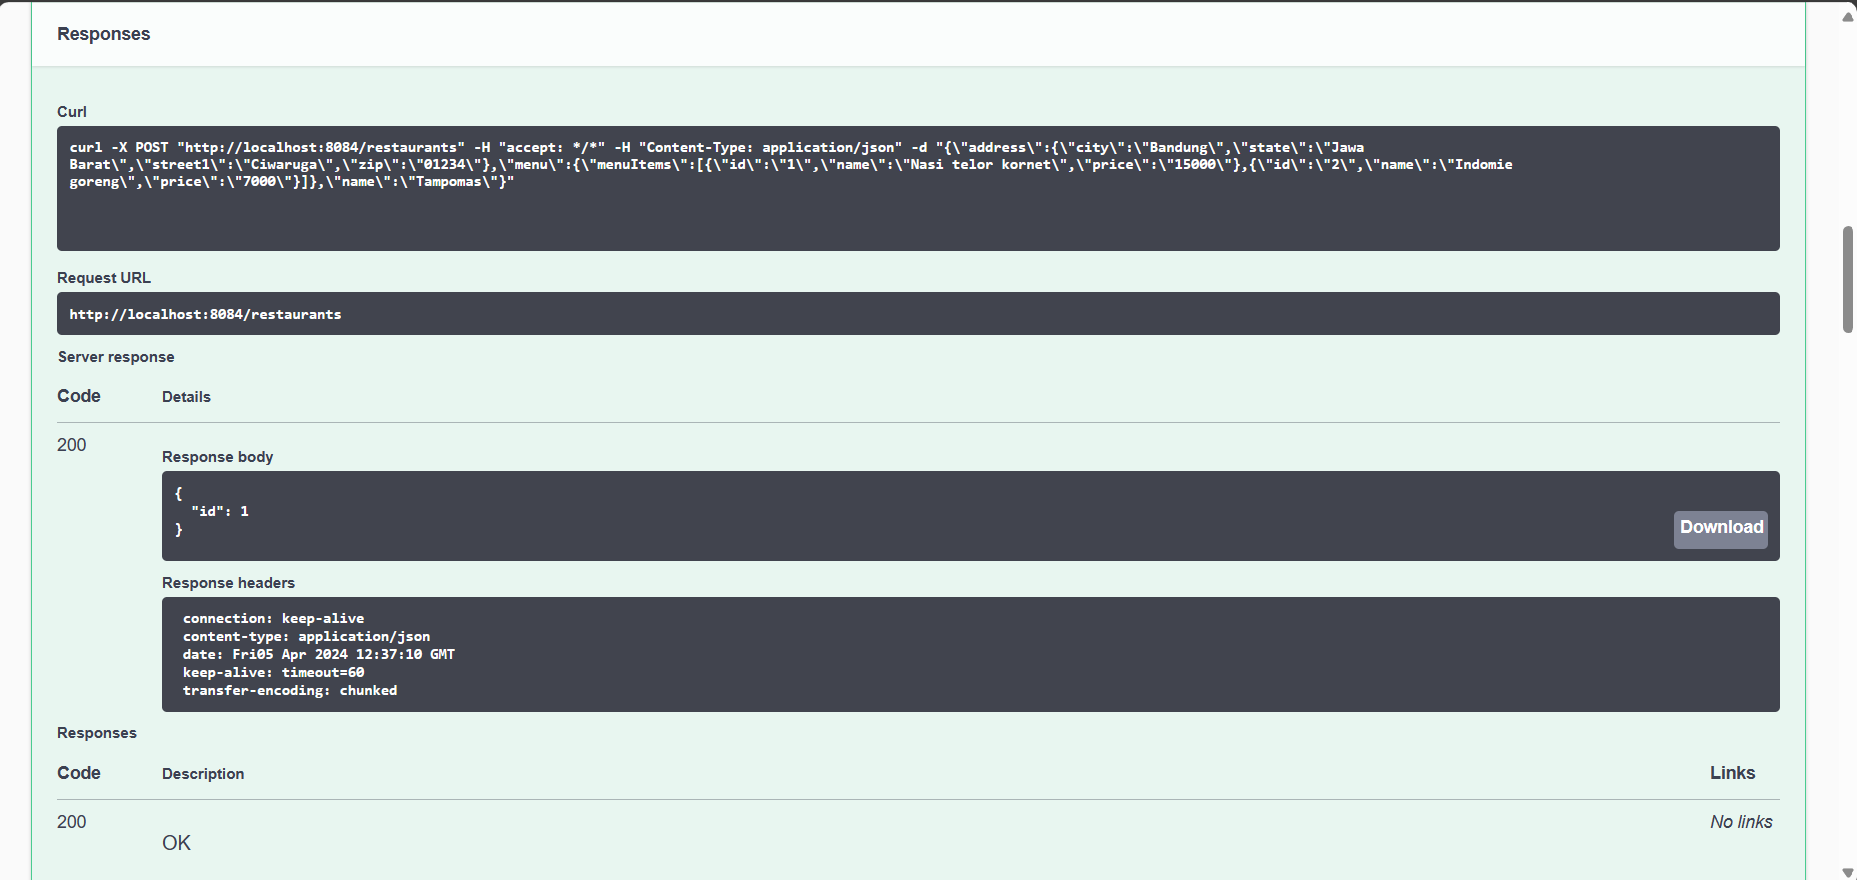 Responses
Curl
curl -X POST "http://localhost:8084/restaurants" -H "accept: */*" -H "Content-Type: application/json" -d "{\"address\":{\"city\":\"Bandung\",\"state\":\"Jawa
Barat\",\"street1\":\"Ciwaruga\",\"zip\":\"01234\"},\"menu\":{\"menuItems\":[{\"id\":\"1\",\"name\":\"Nasi telor kornet\",\"price\":\"15000\"},{\"id\":\"2\",\"name\":\"Indomie
goreng\",\"price\":\"7000\"}]},\"name\":\"Tampomas\"}"
Request URL
http://localhost:8084/restaurants
Server response
Code Details
200
Response body
{
"id": 1
}
Download
Response headers
connection: keep-alive
content-type: application/json
date: Fri05 Apr 2024 12:37:10 GMT
keep-alive: timeout=60
transfer-encoding: chunked
Responses
Code Description Links
200 No links
OK